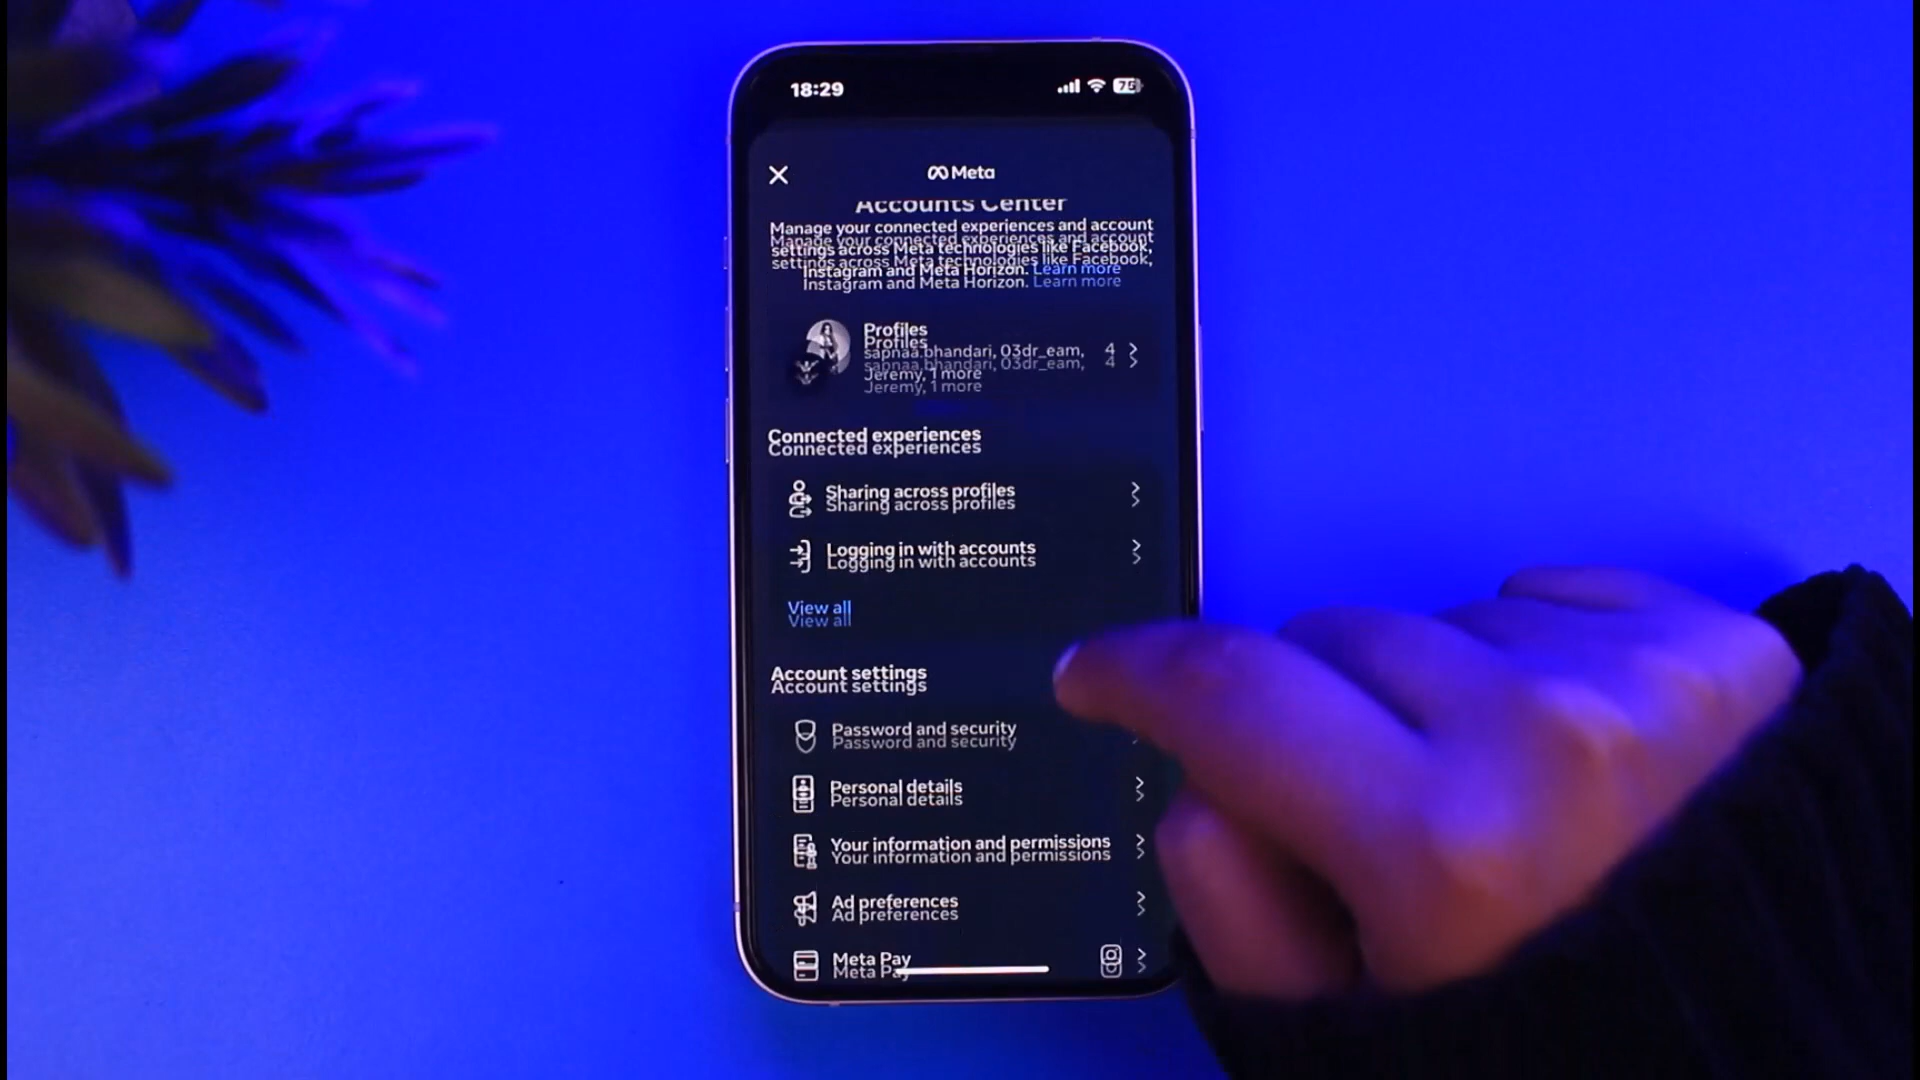 18:29
75
Meta
Accounts Center
Manage your connected experiences and account
settings across Meta technologies like Facebook,
Instagram and Meta Horizon. Learn more
Profiles
sapnaa.bhandari, 03dr_eam, 4
Jeremy, 1 more
Connected experiences
Sharing across profiles
Logging in with accounts
View all
Account settings
Password and security
Personal details
Your information and permissions
Ad preferences
Meta Pay